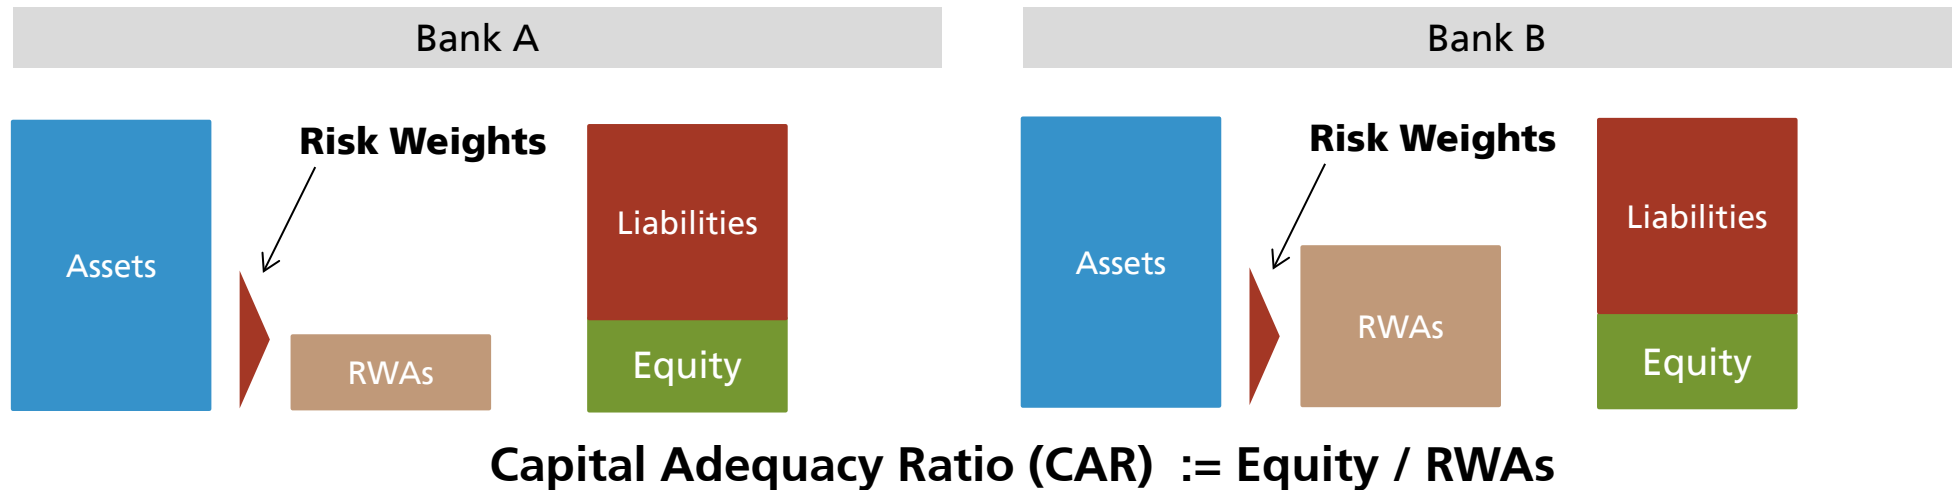 Bank A
Risk Weights
Assets
RWAs
Liabilities
Equity
Bank B
Risk Weights
Assets
RWAs
Liabilities
Equity
Capital Adequacy Ratio (CAR) := Equity / RWAs